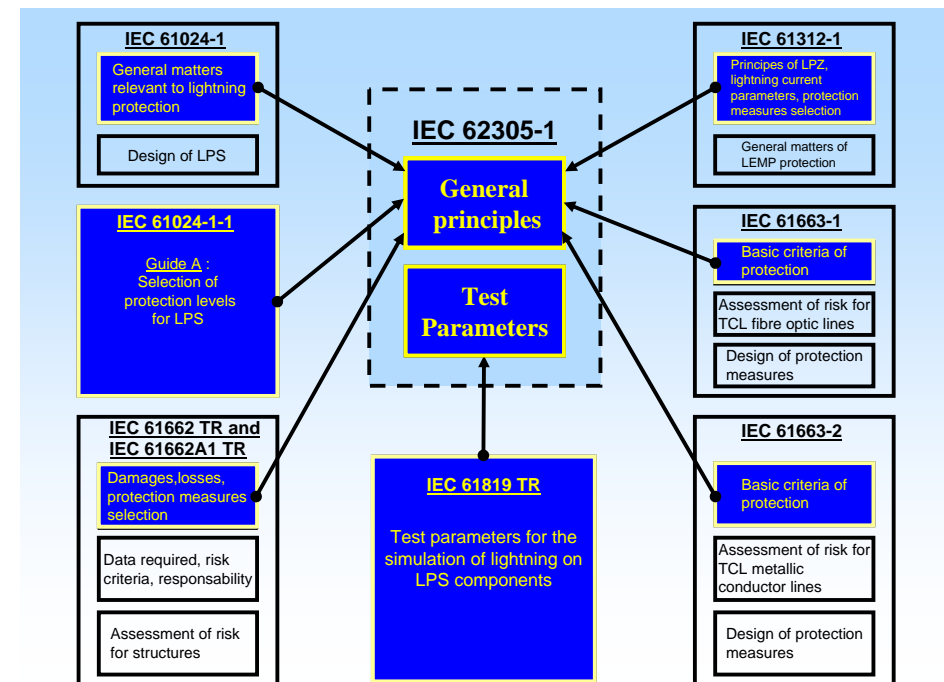 IEC 61024-1
General matters
relevant to lightning
protection
Design of LPS
IEC 61024-1-1
Guide A :
Selection of
protection levels
for LPS
IEC 61662 TR and
IEC 61662A1 TR
Damages,losses,
protection measures
selection
Data required, risk
criteria, responsability
Assessment of risk
for structures
IEC 62305-1
General
principles
Test
Parameters
IEC 61819 TR
Test parameters for the
simulation of lightning on
LPS components
IEC 61312-1
Principes of LPZ,
lightning current
parameters, protection
measures selection
General matters of
LEMP protection
IEC 61663-1
Basic criteria of
protection
Assessment of risk for
TCL fibre optic lines
Design of protection
measures
IEC 61663-2
Basic criteria of
protection
Assessment of risk for
TCL metallic
conductor lines
Design of protection
measures